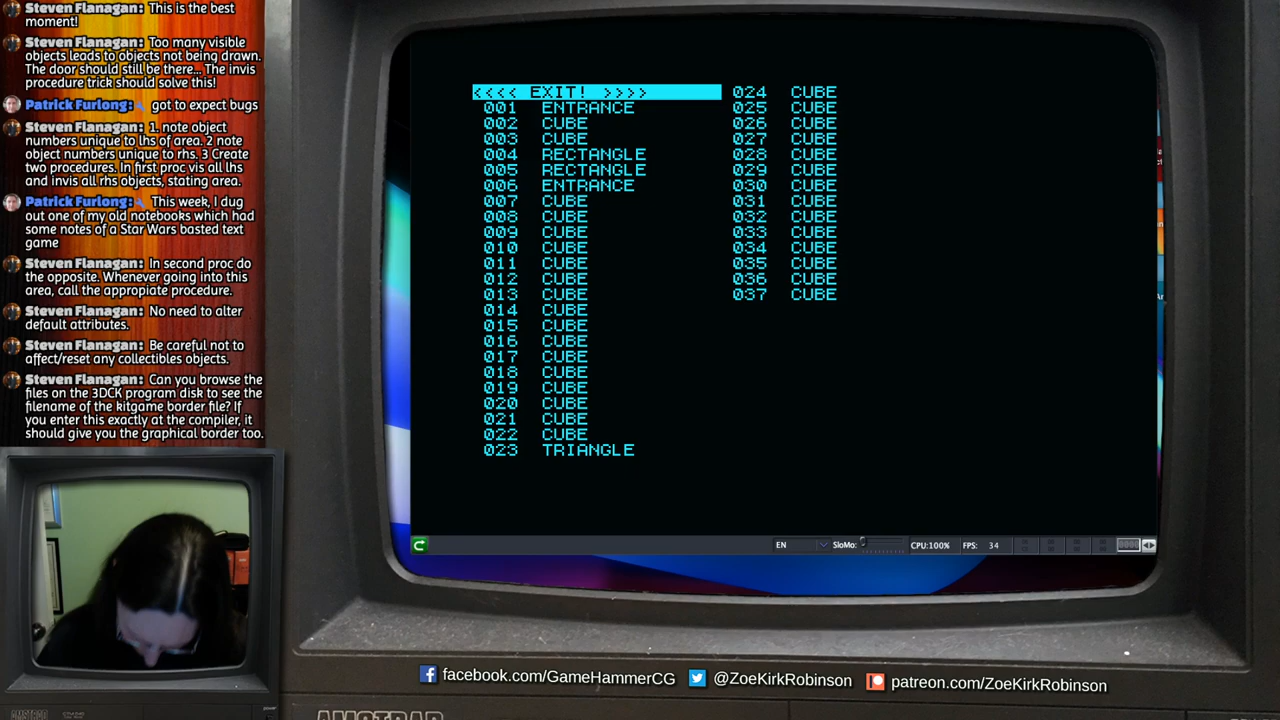 Steven Flanagan: This is the best
moment!
Steven Flanagan: Too many visible
objects leads to objects not being drawn.
The door should still be there... The invis
procedure trick should solve this!
Patrick Furlong: got to expect bugs
Steven Flanagan: 1. note object
numbers unique to lhs of area. 2 note
object numbers unique to rhs. 3 Create
two procedures. In first proc vis all lhs
and invis all rhs objects, stating area.
Patrick Furlong: This week, I dug
out one of my old notebooks which had
some notes of a Star Wars basted text
game
Steven Flanagan: In second proc do
the opposite. Whenever going into this
area, call the appropiate procedure.
Steven Flanagan: No need to alter
default attributes.
Steven Flanagan: Be careful not to
affect/reset any collectibles objects.
Steven Flanagan: Can you browse the
files on the 3DCK program disk to see the
filename of the kitgame border file? If
you enter this exactly at the compiler, it
should give you the graphical border too.
<<<< EXIT! >>>>
001 ENTRANCE
002 CUBE
003 CUBE
004 RECTANGLE
005 RECTANGLE
006 ENTRANCE
007 CUBE
008 CUBE
009 CUBE
010 CUBE
011 CUBE
012 CUBE
013 CUBE
014 CUBE
015 CUBE
016 CUBE
017 CUBE
018 CUBE
019 CUBE
020 CUBE
021 CUBE
022 CUBE
023 TRIANGLE
024 CUBE
025 CUBE
026 CUBE
027 CUBE
028 CUBE
029 CUBE
030 CUBE
031 CUBE
032 CUBE
033 CUBE
034 CUBE
035 CUBE
036 CUBE
037 CUBE
EN SloMo: CPU:100% FPS: 34
facebook.com/GameHammerCG @ZoeKirkRobinson patreon.com/ZoeKirkRobinson